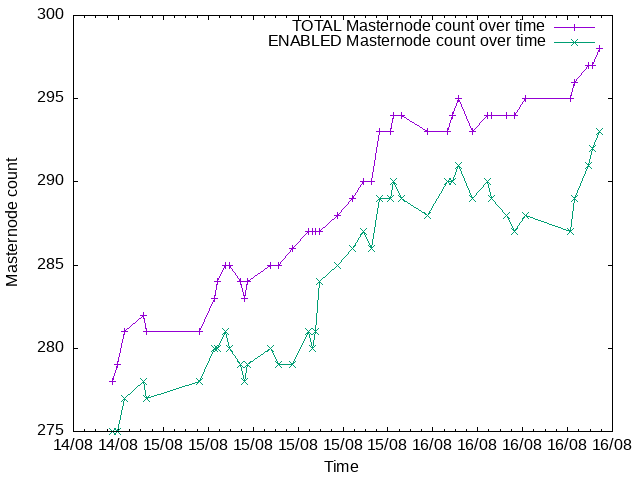 300
TOTAL Masternode count over time
ENABLED Masternode count over time
295
290
285
280
275
Masternode count
14/08 14/08 15/08 15/08 15/08 15/08 15/08 15/08 16/08 16/08 16/08 16/08 16/08
Time